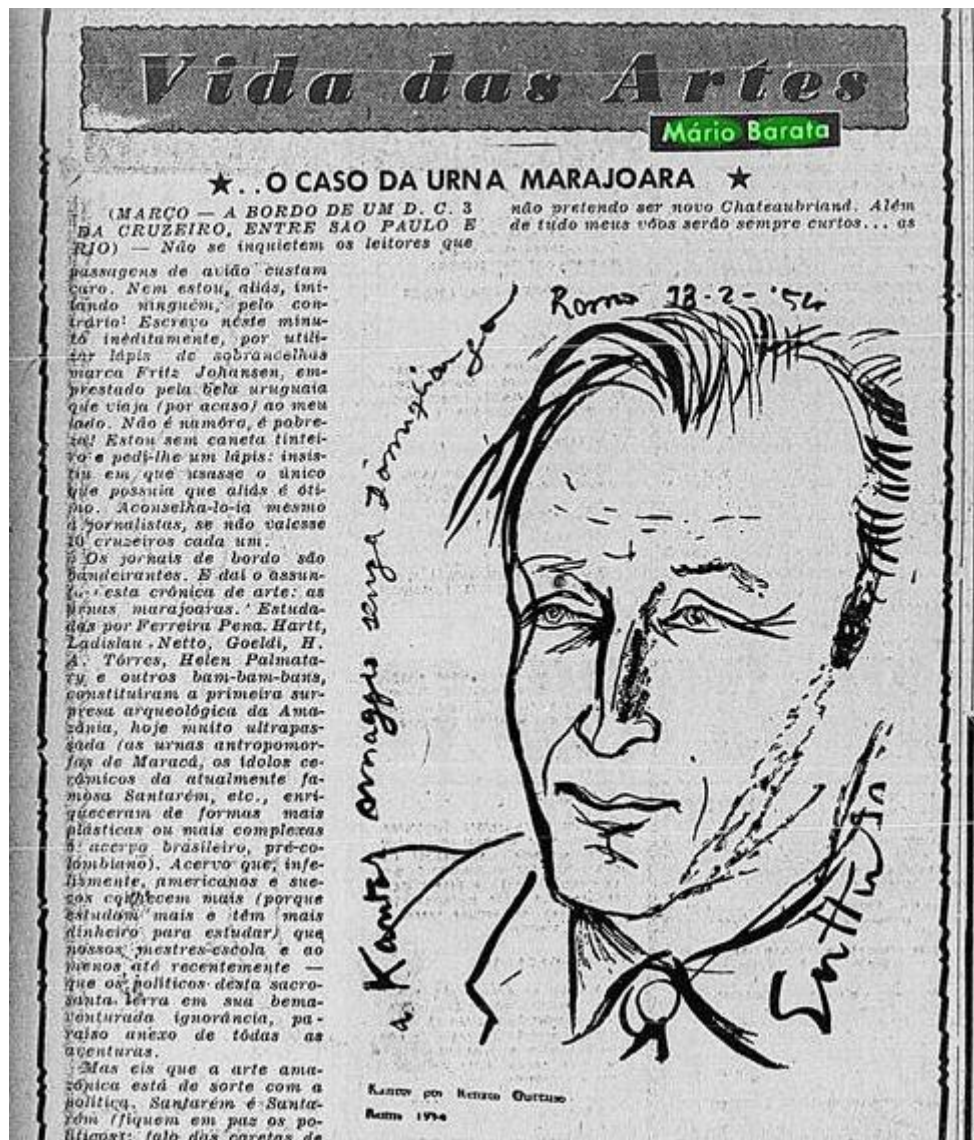 Vida das Artes
Mário Barata
★ . . O CASO DA URNA MARAJOARA ★
(MARÇO — A BORDO DE UM D. C. 3
DA CRUZEIRO, ENTRE SAO PAULO E
RIO) — Não se inquietem os leitores que
não pretendo ser novo Chateaubriand. Além
de tudo meus vôos serão sempre curtos... as
passagens de avião custam
caro. Nem estou, aliás, imi-
tando ninguém, pelo con-
trário! Escrevo nêste minu-
to inèditamente, por utili-
zar lápis de sobrancelhas
marca Fritz Johansen, em-
prestado pela bela uruguaia
que viaja (por acaso) ao meu
lado. Não é namôro, é pobre-
za! Estou sem caneta tintei-
ro e pedi-lhe um lápis: insis-
tiu em que usasse o único
que possuia que aliás é óti-
mo. Aconselha-lo-ia mesmo
a jornalistas, se não valesse
10 cruzeiros cada um.
Os jornais de bordo são
bandeirantes. E daí o assun-
esta crônica de arte: as
urnas marajoaras. Estuda-
das por Ferreira Pena, Hartt,
Ladislau Netto, Goeldi, H.
A. Tôrres, Helen Palmata-
ry e outros bam-bam-bans,
constituiram a primeira sur-
presa arqueológica da Ama-
zônia, hoje muito ultrapas-
sada (as urnas antropomor-
fas de Maracá, os ídolos ce-
râmicos da atualmente fa-
mosa Santarém, etc., enri-
queceram de formas mais
plásticas ou mais complexas
o acervo brasileiro, pré-co-
lombiano). Acervo que, infe-
lismente, americanos e sue-
cos conhecem mais (porque
estudam mais e têm mais
dinheiro para estudar) que
nossos mestres-escola e ao
menos até recentemente —
que os políticos desta sacro-
santa terra em sua bema-
venturada ignorância, pa-
raiso anexo de tôdas as
aventuras.
Mas eis que a arte ama-
zônica está de sorte com a
política. Santarém é Santa-
rém (fiquem em paz os po-
líticos: falo das caretas de
Roma 18-2-'54
a Kantor omaggio senza
Guttuso
Kantor por Renato Guttuso
Roma 1954